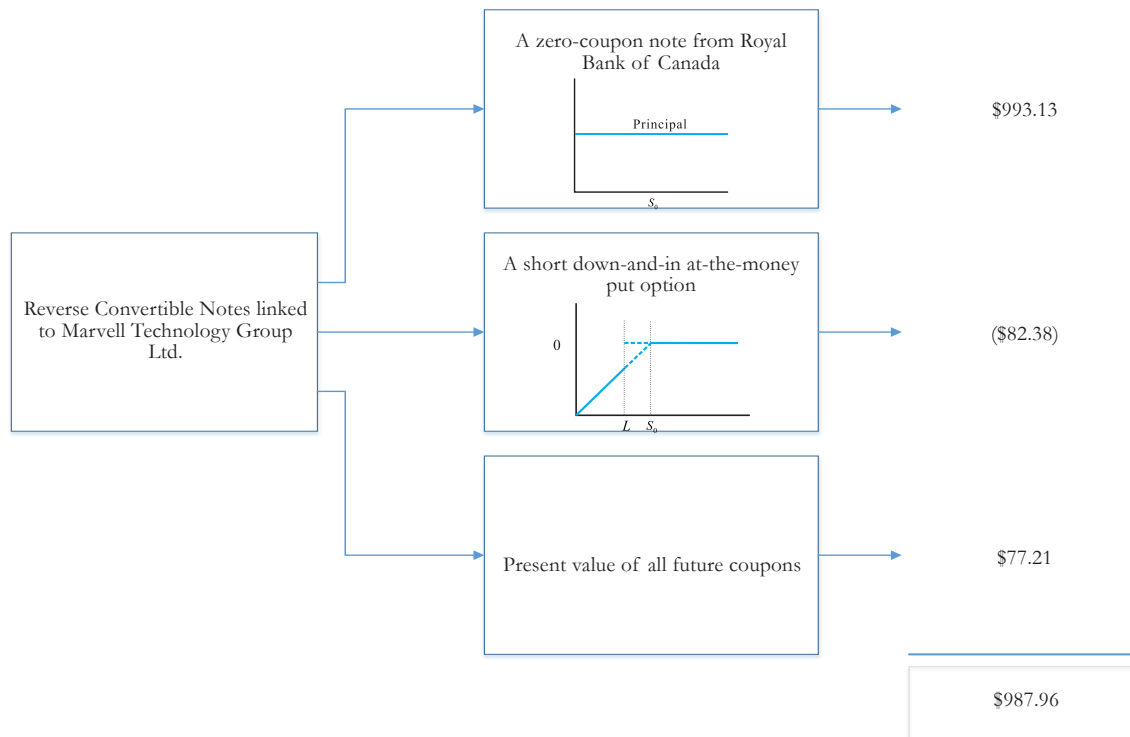 A zero-coupon note from Royal
Bank of Canada
Principal
S₀
$993.13
Reverse Convertible Notes linked
to Marvell Technology Group
Ltd.
A short down-and-in at-the-money
put option
0
L S₀
($82.38)
Present value of all future coupons
$77.21
$987.96